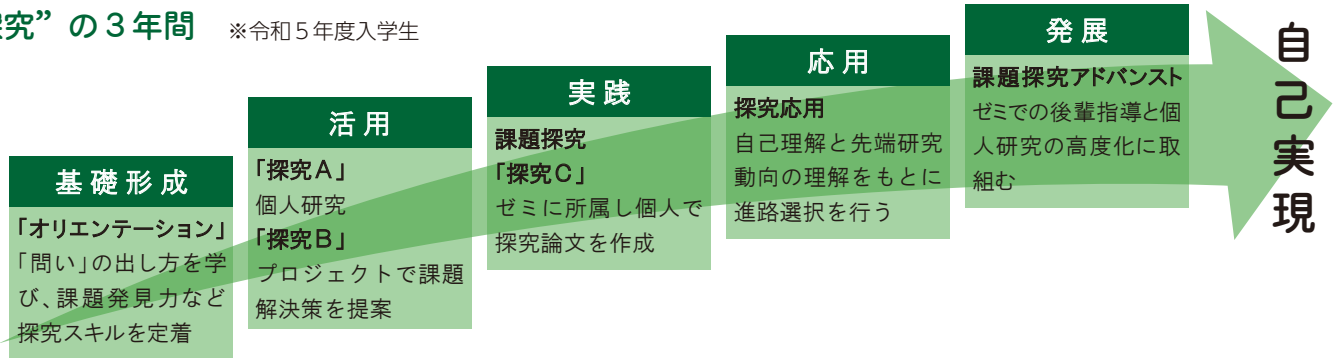 究”の3年間 ※令和5年度入学生
基礎形成
「オリエンテーション」
「問い」の出し方を学
び、課題発見力など
探究スキルを定着
活用
「探究A」
個人研究
「探究B」
プロジェクトで課題
解決策を提案
実践
課題探究
「探究C」
ゼミに所属し個人で
探究論文を作成
応用
探究応用
自己理解と先端研究
動向の理解をもとに
進路選択を行う
発展
課題探究アドバンスト
ゼミでの後輩指導と個
人研究の高度化に取
組む
自己実現